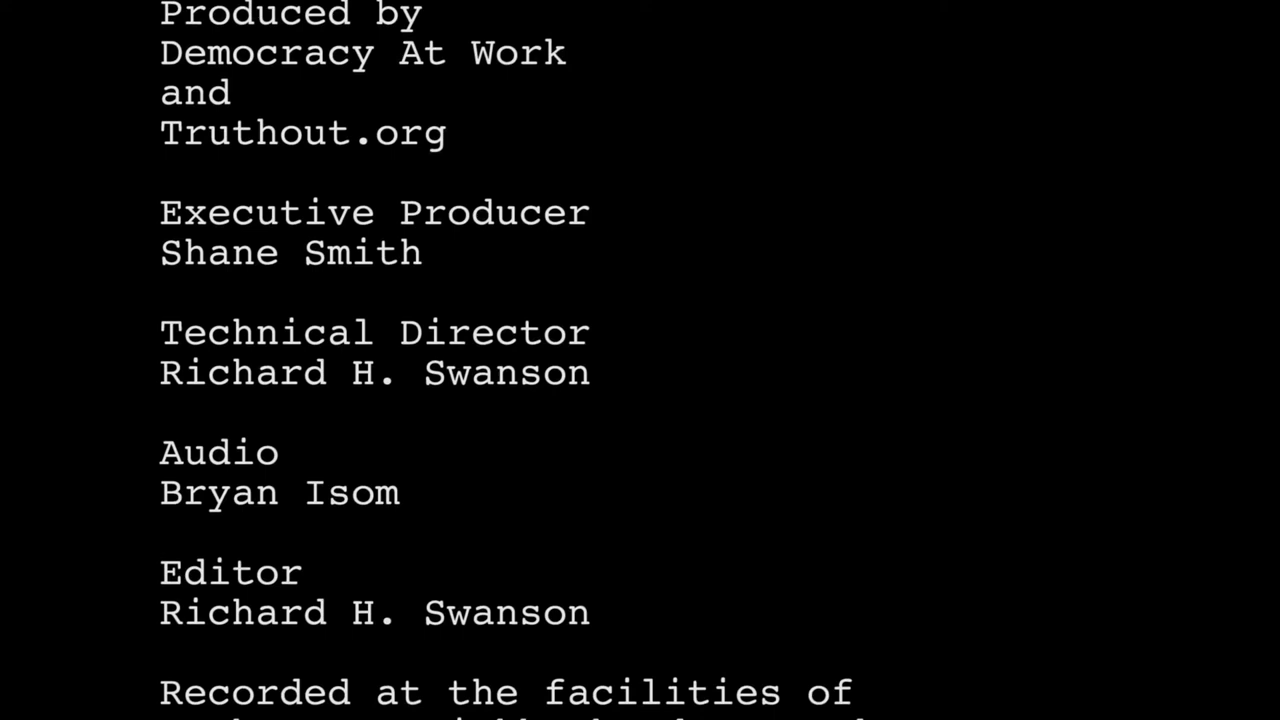 Produced by
Democracy At Work
and
Truthout.org
Executive Producer
Shane Smith
Technical Director
Richard H. Swanson
Audio
Bryan Isom
Editor
Richard H. Swanson
Recorded at the facilities of